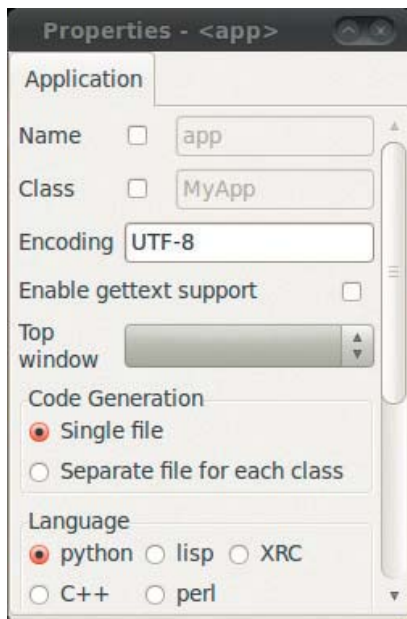 Properties - <app>
Application
Name app
Class MyApp
Encoding UTF-8
Enable gettext support
Top
window
Code Generation
Single file
Separate file for each class
Language
python lisp XRC
C++ perl